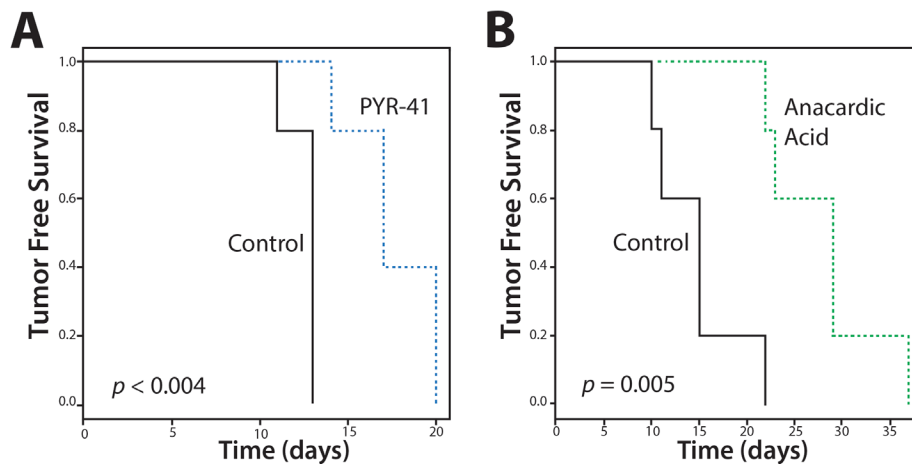 A
Tumor Free Survival
1.0
0.8
0.6
0.4
0.2
0.0
PYR-41
Control
p < 0.004
0 5 10 15 20
Time (days)
B
Tumor Free Survival
1.0
0.8
0.6
0.4
0.2
0.0
Anacardic
Acid
Control
p = 0.005
0 5 10 15 20 25 30 35
Time (days)